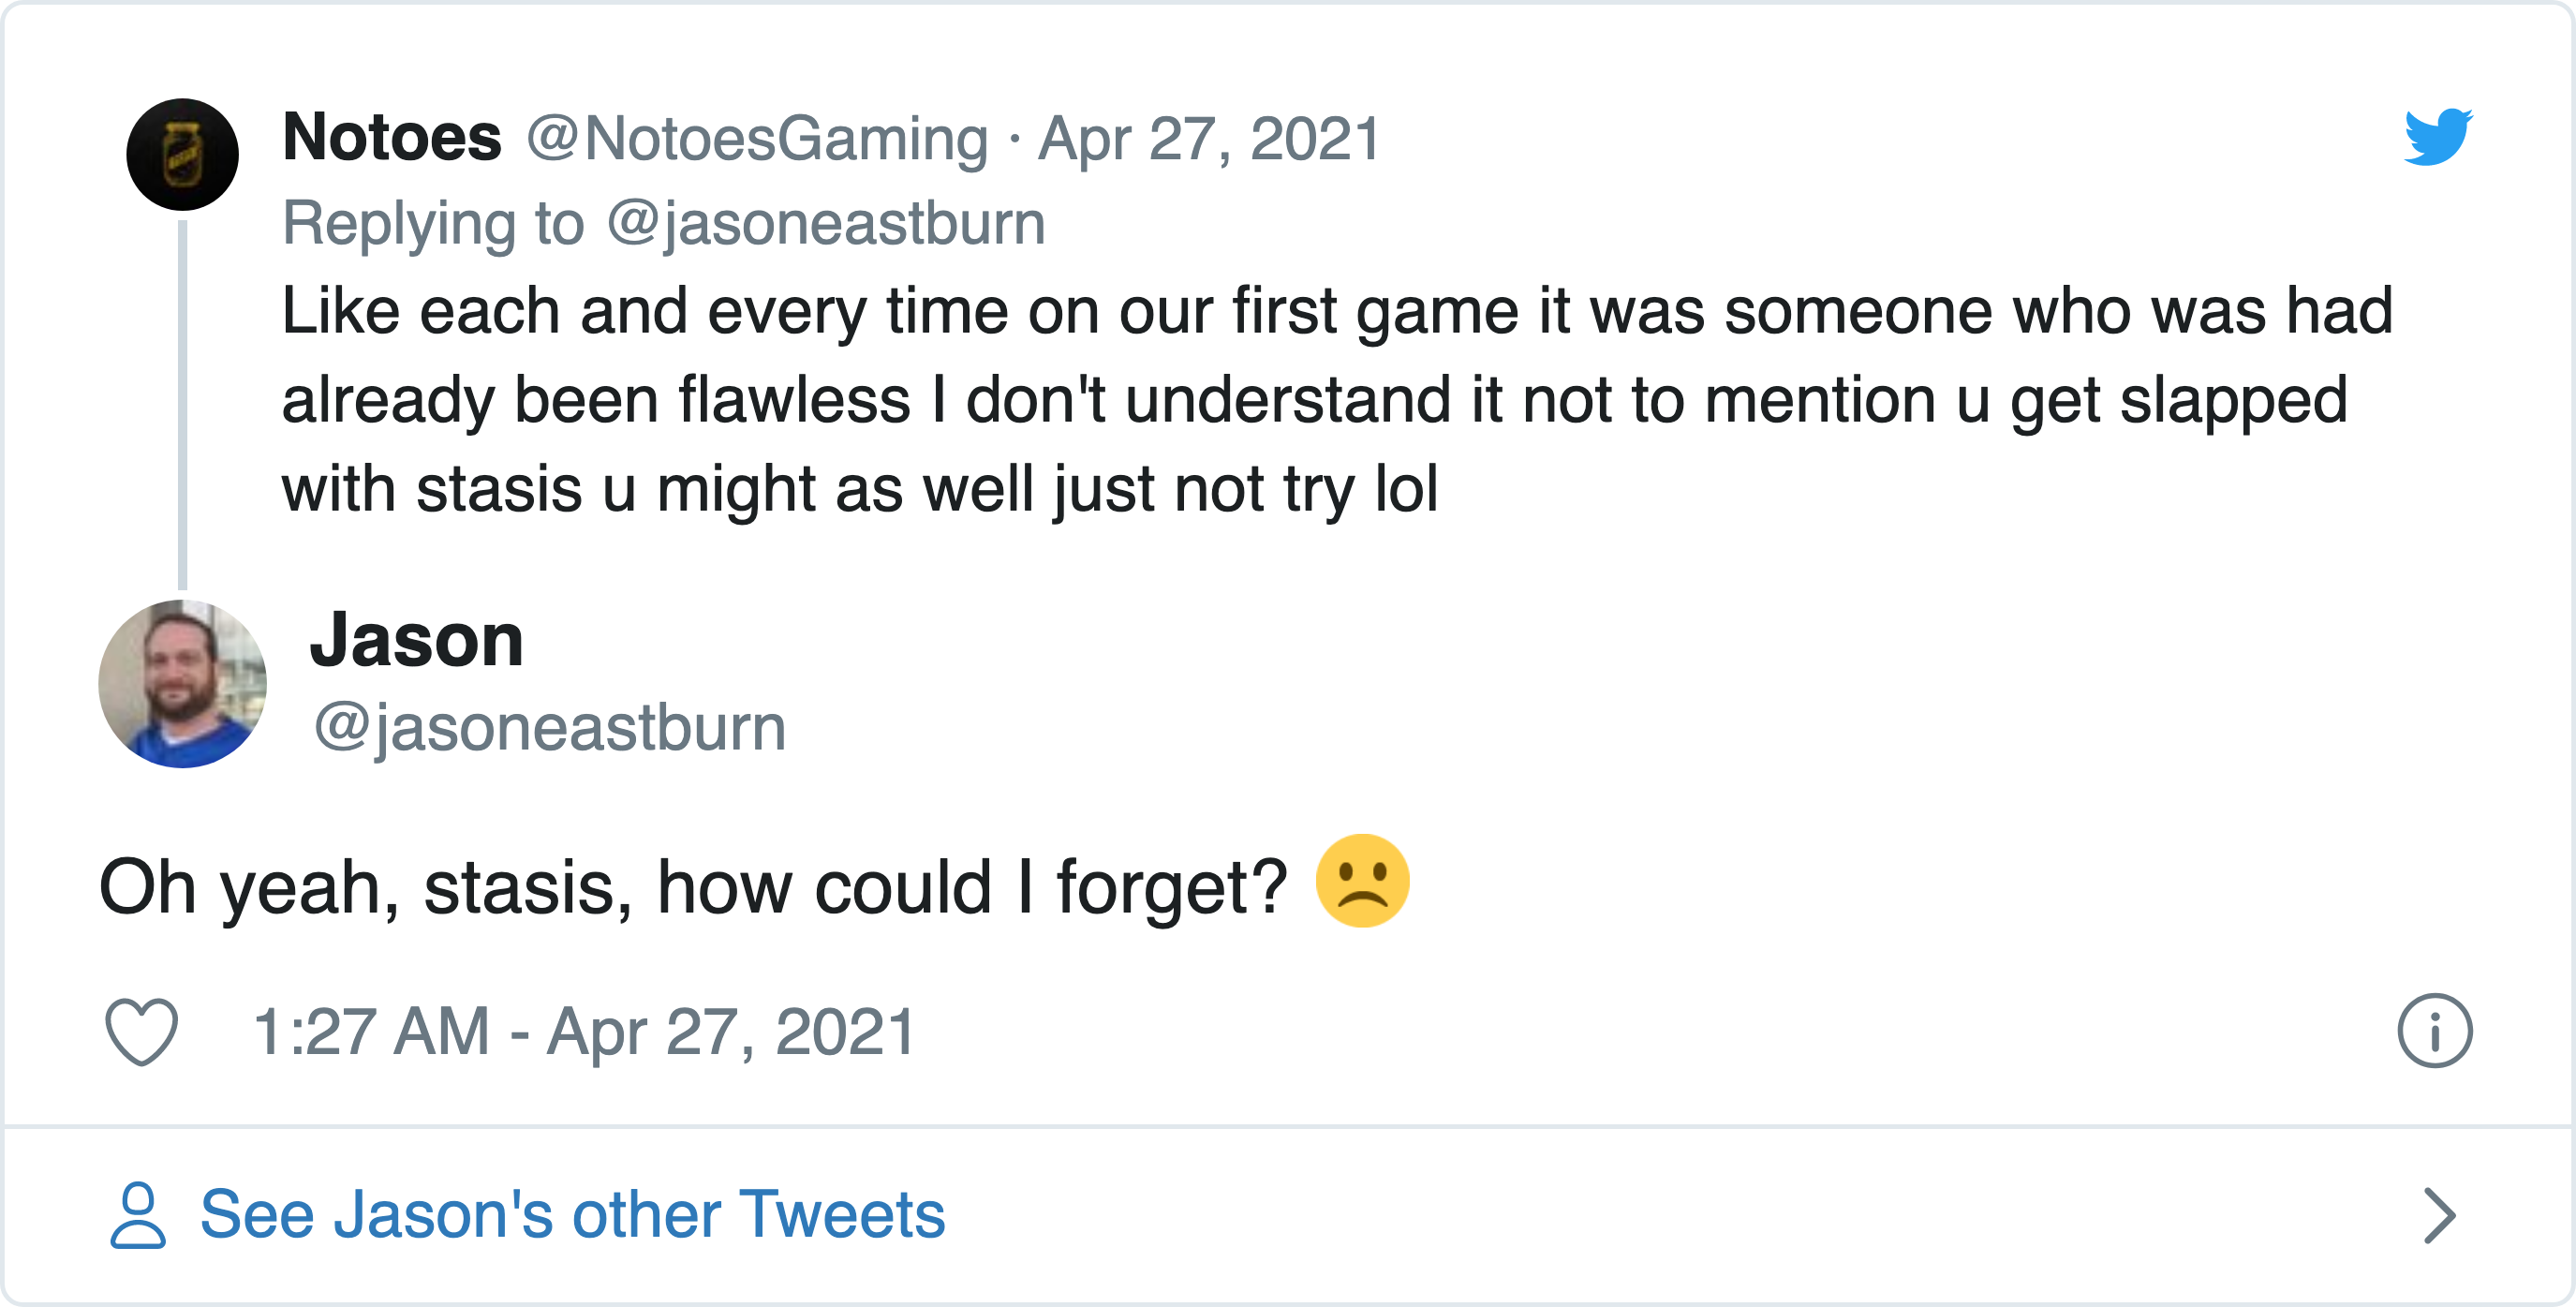 Notoes @NotoesGaming · Apr 27, 2021
Replying to @jasoneastburn
Like each and every time on our first game it was someone who was had
already been flawless I don't understand it not to mention u get slapped
with stasis u might as well just not try lol
Jason
@jasoneastburn
Oh yeah, stasis, how could I forget? 🙁
1:27 AM - Apr 27, 2021
See Jason's other Tweets